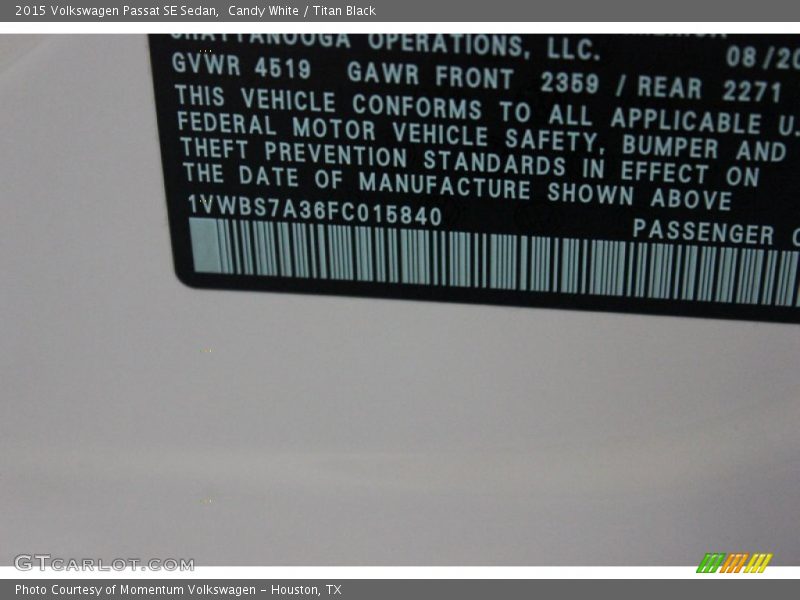 2015 Volkswagen Passat SE Sedan, Candy White / Titan Black
CHATTANOOGA OPERATIONS, LLC. 08/20
GVWR 4519 GAWR FRONT 2359 / REAR 2271
THIS VEHICLE CONFORMS TO ALL APPLICABLE U.
FEDERAL MOTOR VEHICLE SAFETY, BUMPER AND
THEFT PREVENTION STANDARDS IN EFFECT ON
THE DATE OF MANUFACTURE SHOWN ABOVE
1VWBS7A36FC015840
PASSENGER
GTCARLOT.COM
Photo Courtesy of Momentum Volkswagen - Houston, TX